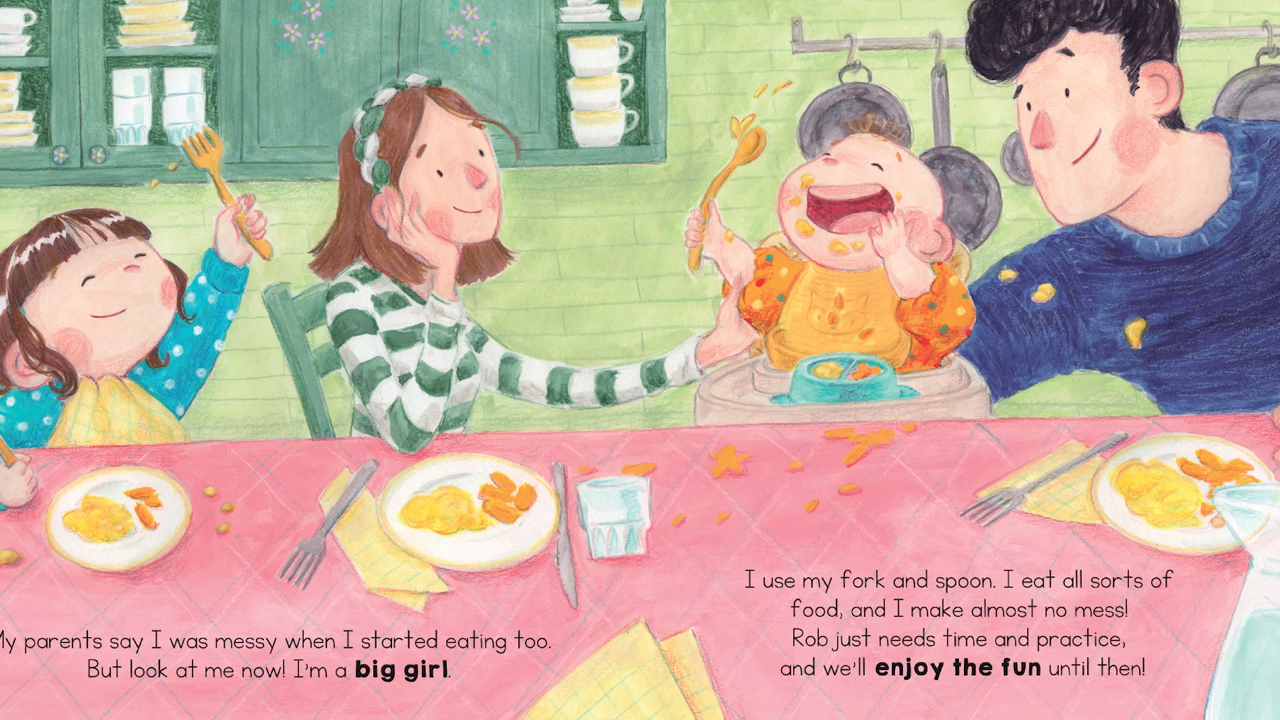 My parents say I was messy when I started eating too.
But look at me now! I'm a big girl.
I use my fork and spoon. I eat all sorts of
food, and I make almost no mess!
Rob just needs time and practice,
and we'll enjoy the fun until then!